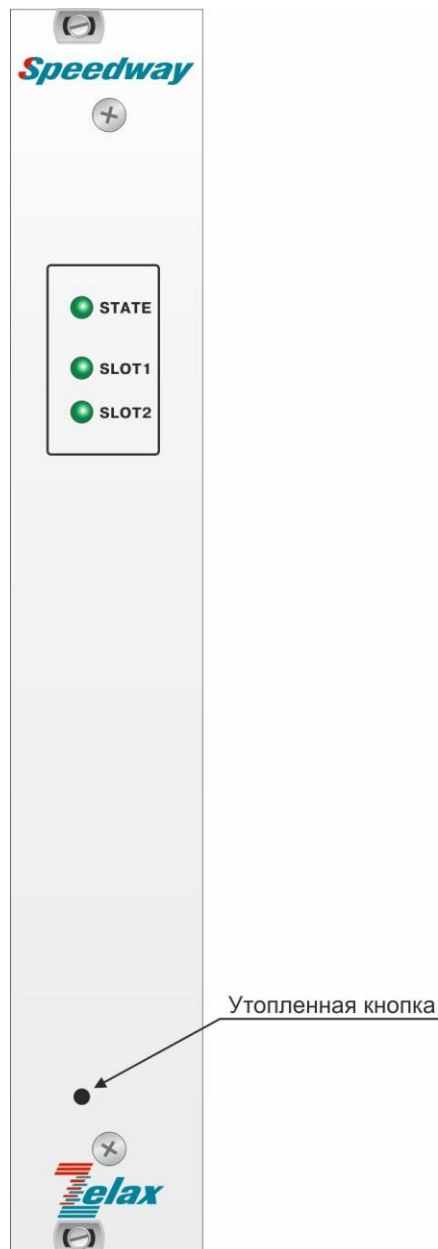 Speedway
STATE
SLOT1
SLOT2
Утопленная кнопка
Zelax